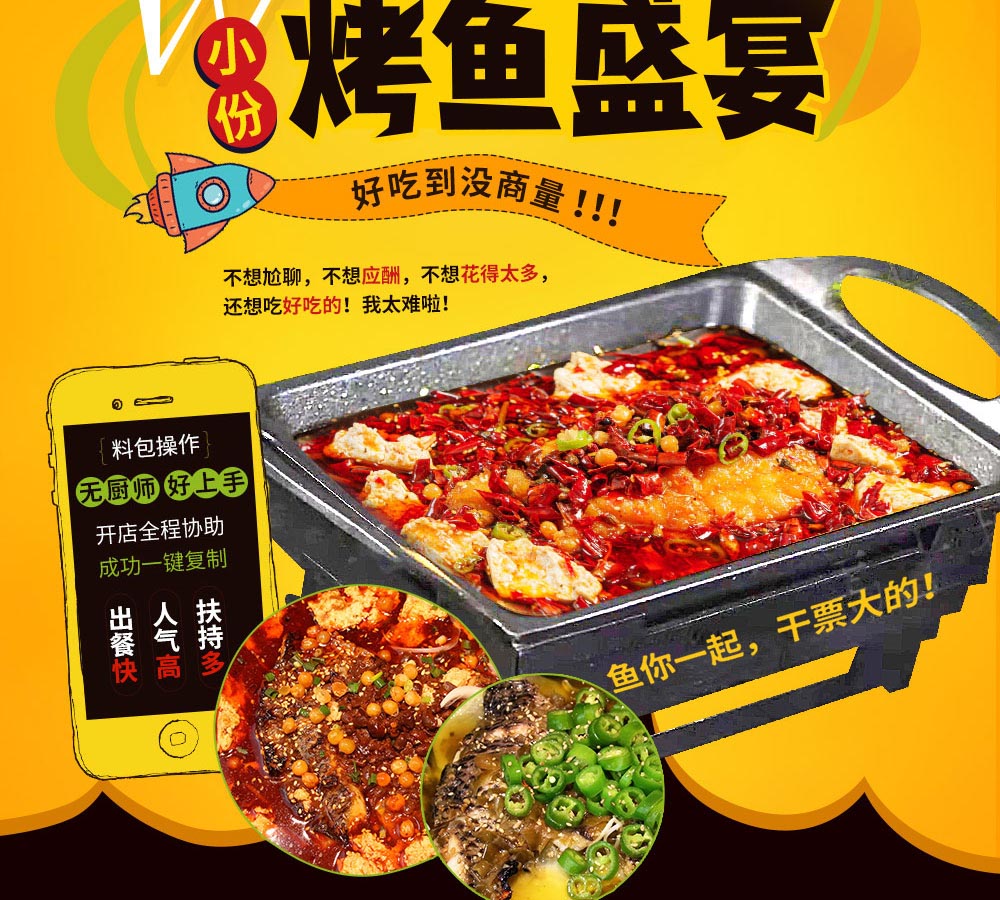 小份
烤鱼盛宴
好吃到没商量!!!
不想尬聊，不想应酬，不想花得太多，
还想吃好吃的！我太难啦！
{料包操作}
无厨师 好上手
开店全程协助
成功一键复制
出餐快
人气高
扶持多
鱼你一起，干票大的！